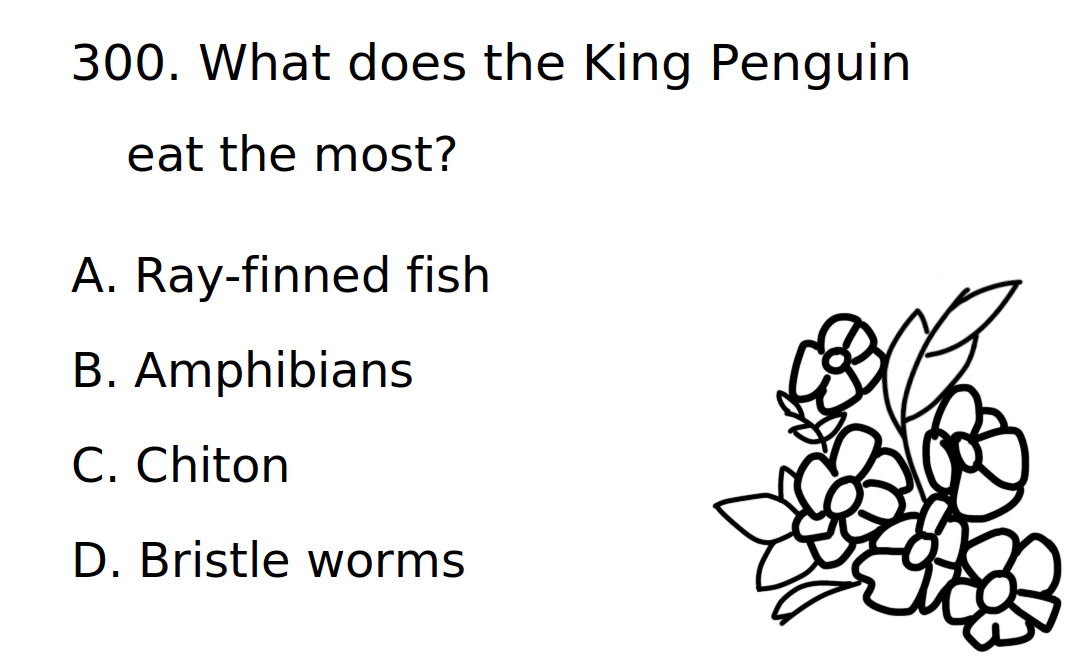 300. What does the King Penguin
eat the most?
A. Ray-finned fish
B. Amphibians
C. Chiton
D. Bristle worms